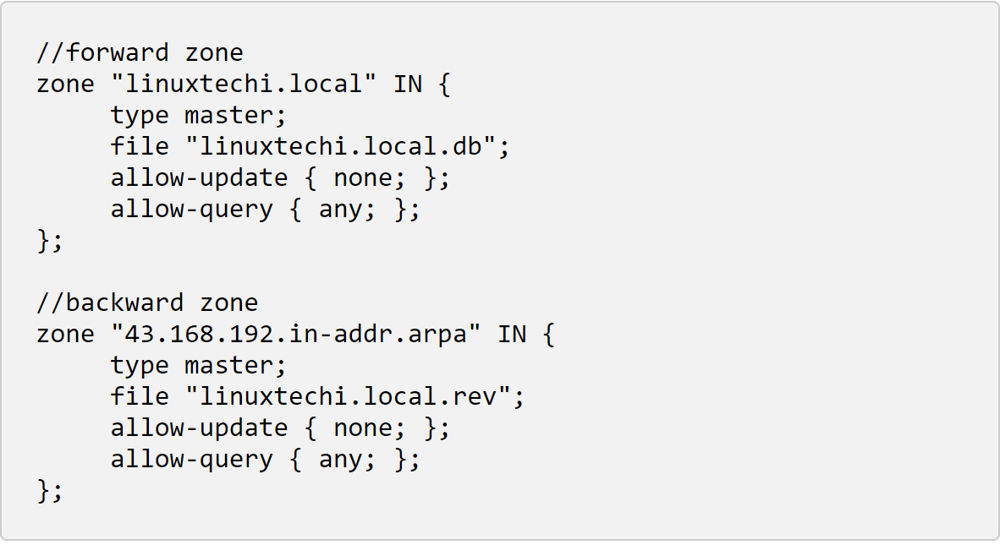 //forward zone
zone "linuxtechi.local" IN {
     type master;
     file "linuxtechi.local.db";
     allow-update { none; };
     allow-query { any; };
};

//backward zone
zone "43.168.192.in-addr.arpa" IN {
     type master;
     file "linuxtechi.local.rev";
     allow-update { none; };
     allow-query { any; };
};